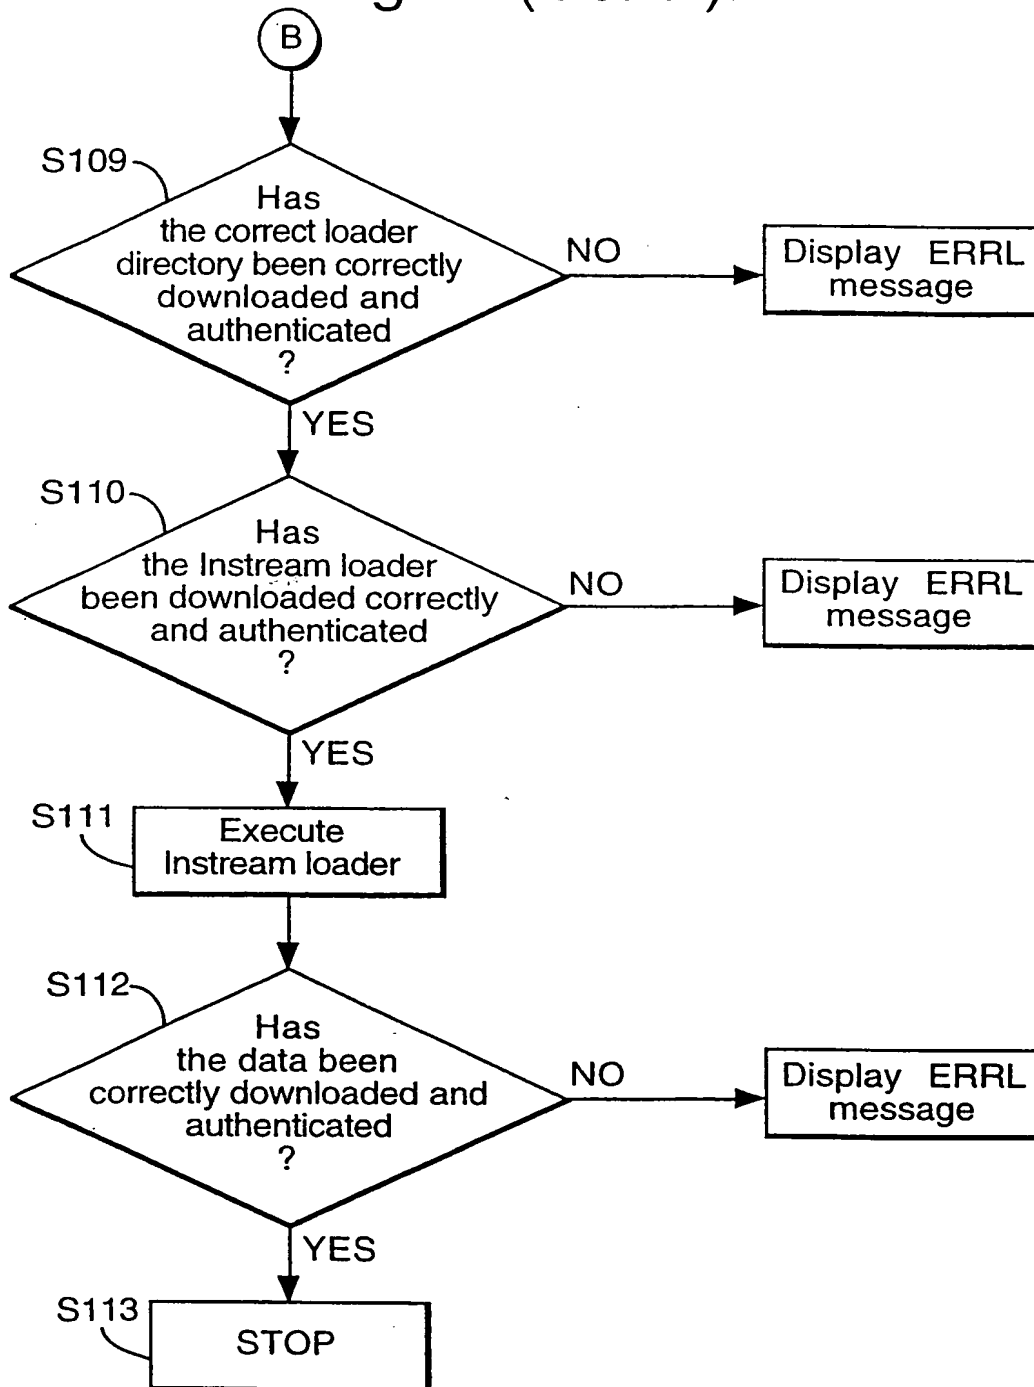 B
S109
Has
the correct loader
directory been correctly
downloaded and
authenticated
?
NO
Display ERRL
message
YES
S110
Has
the Instream loader
been downloaded correctly
and authenticated
?
NO
Display ERRL
message
YES
S111
Execute
Instream loader
S112
Has
the data been
correctly downloaded and
authenticated
?
NO
Display ERRL
message
YES
S113
STOP